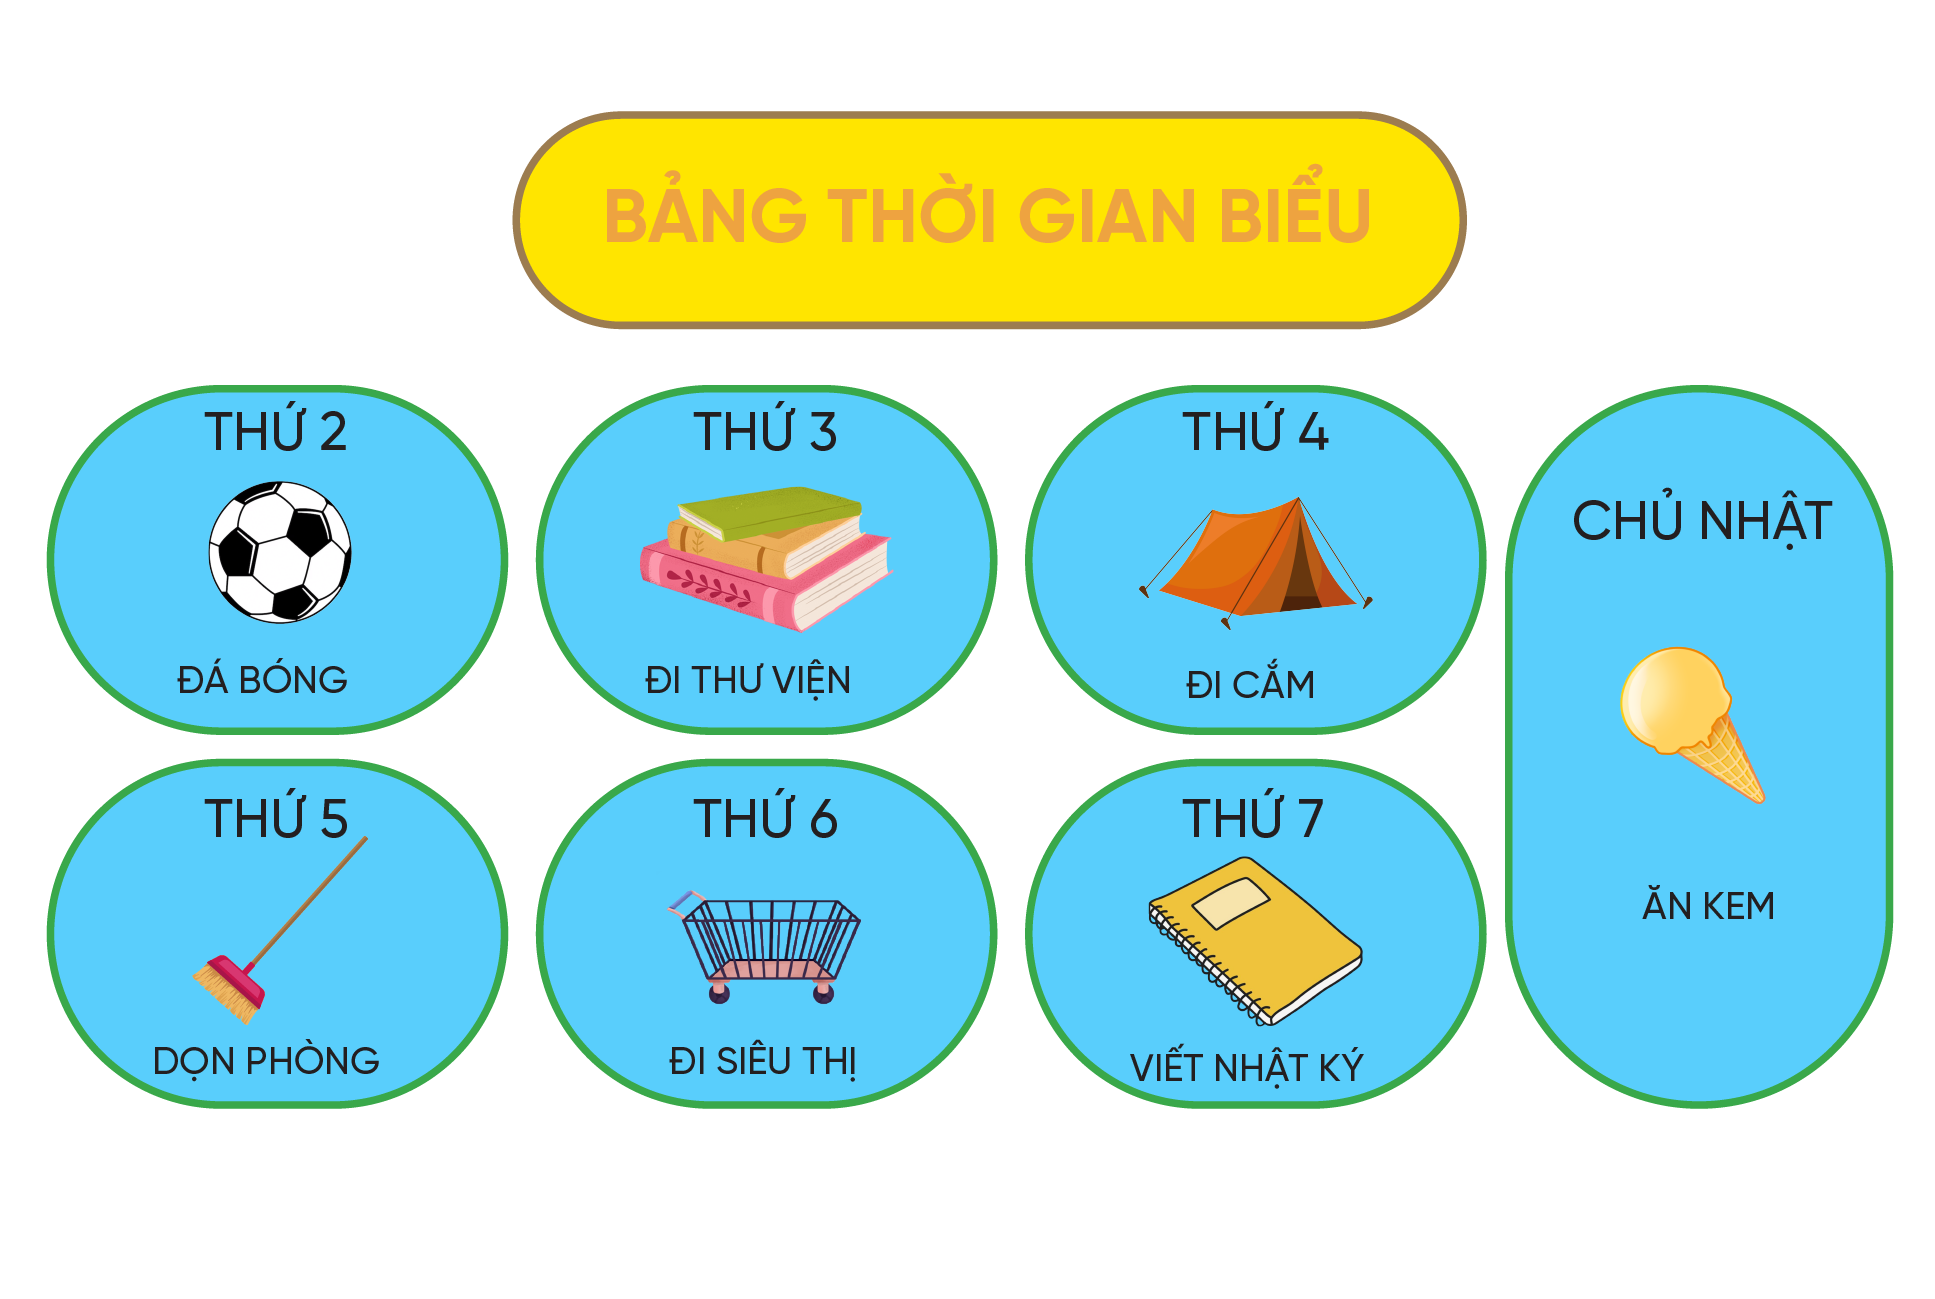 BẢNG THỜI GIAN BIỂU
THỨ 2
ĐÁ BÓNG
THỨ 3
ĐI THƯ VIỆN
THỨ 4
ĐI CẮM
THỨ 5
DỌN PHÒNG
THỨ 6
ĐI SIÊU THỊ
THỨ 7
VIẾT NHẬT KÝ
CHỦ NHẬT
ĂN KEM